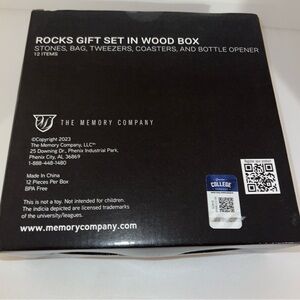 ROCKS GIFT SET IN WOOD BOX
STONES, BAG, TWEEZERS, COASTERS, AND BOTTLE OPENER
12 ITEMS
THE MEMORY COMPANY
©Copyright 2023
The Memory Company, LLC™
25 Downing Dr., Phenix Industrial Park,
Phenix City, AL 36869
1-888-448-1480
Made In China
12 Pieces Per Box
BPA Free
This is not a toy. Not intended for children.
The indicia depicted are licensed trademarks
of the university/leagues.
www.memorycompany.com
COLLEGE